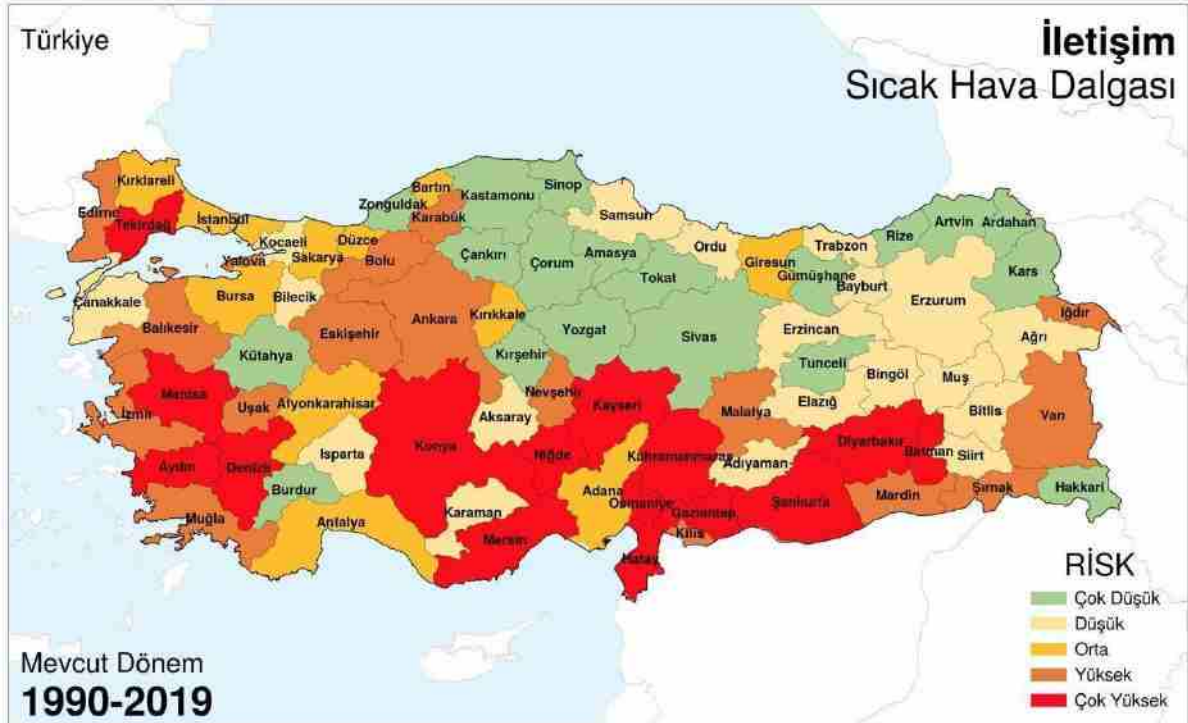 Türkiye
İletişim
Sıcak Hava Dalgası
Kırklareli
Edirne
Tekirdağ
İstanbul
Kocaeli
Yalova
Sakarya
Düzce
Bolu
Zonguldak
Bartın
Karabük
Kastamonu
Sinop
Çankırı
Çorum
Amasya
Samsun
Ordu
Tokat
Giresun
Gümüşhane
Trabzon
Bayburt
Rize
Artvin
Ardahan
Kars
Erzurum
Iğdır
Ağrı
Çanakkale
Balıkesir
Bursa
Bilecik
Kütahya
Eskişehir
Ankara
Kırıkkale
Kırşehir
Yozgat
Sivas
Erzincan
Tunceli
Bingöl
Muş
Elazığ
Bitlis
Van
Manisa
İzmir
Uşak
Afyonkarahisar
Konya
Aksaray
Nevşehir
Kayseri
Malatya
Diyarbakır
Batman
Siirt
Aydın
Denizli
Isparta
Burdur
Niğde
Kahramanmaraş
Adıyaman
Şanlıurfa
Mardin
Şırnak
Hakkari
Muğla
Antalya
Karaman
Mersin
Adana
Osmaniye
Gaziantep
Kilis
Hatay
RİSK
Çok Düşük
Düşük
Orta
Yüksek
Çok Yüksek
Mevcut Dönem
1990-2019